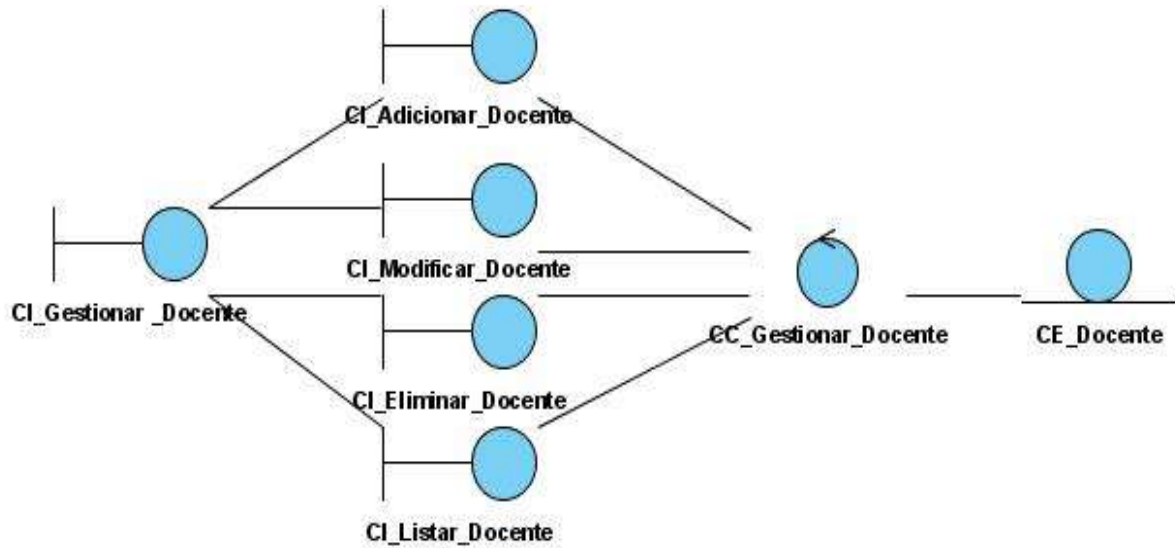 CI_Adicionar_Docente
CI_Modificar_Docente
CI_Gestionar _Docente
CC_Gestionar_Docente
CE_Docente
CI_Eliminar_Docente
CI_Listar_Docente